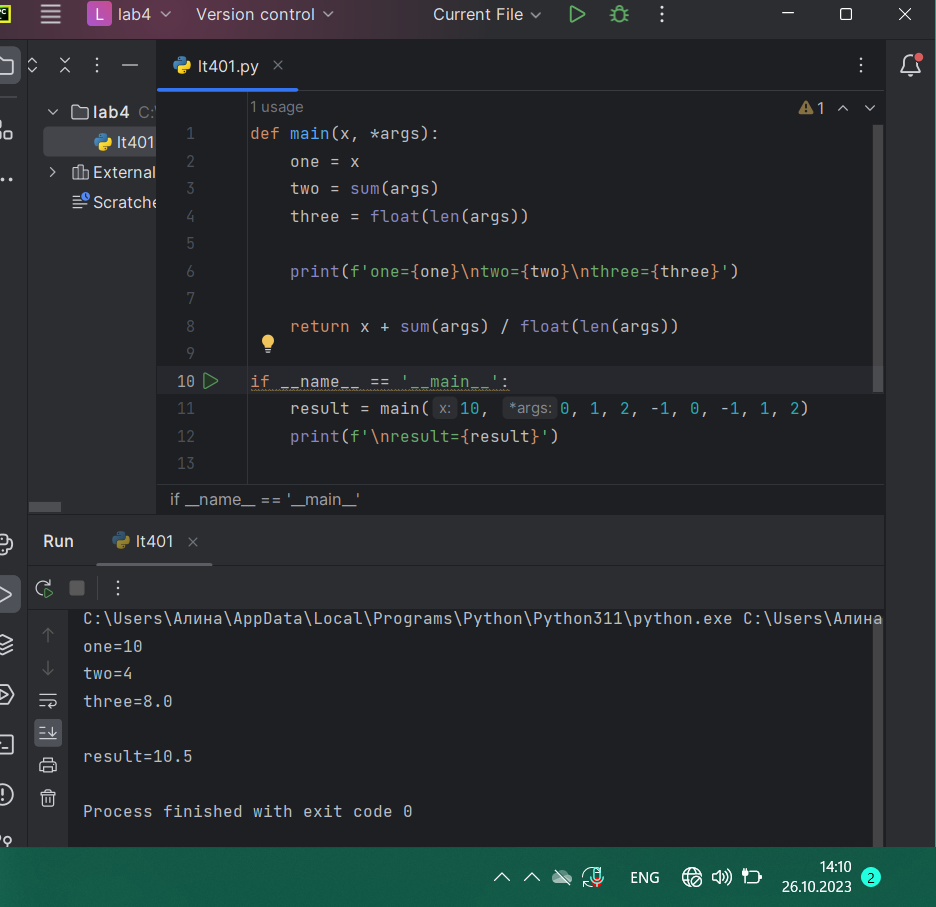 PC
L lab4 Version control Current File
lt401.py
lab4 C:\
lt401
External
Scratche
1 usage
1
1 def main(x, *args):
2 one = x
3 two = sum(args)
4 three = float(len(args))
5
6 print(f'one={one}\ntwo={two}\nthree={three}')
7
8 return x + sum(args) / float(len(args))
9
10 if __name__ == '__main__':
11 result = main( x: 10, *args: 0, 1, 2, -1, 0, -1, 1, 2)
12 print(f'\nresult={result}')
13
if __name__ == '__main__'
Run lt401
C:\Users\Алина\AppData\Local\Programs\Python\Python311\python.exe C:\Users\Алина
one=10
two=4
three=8.0
result=10.5
Process finished with exit code 0
ENG
14:10
26.10.2023
2